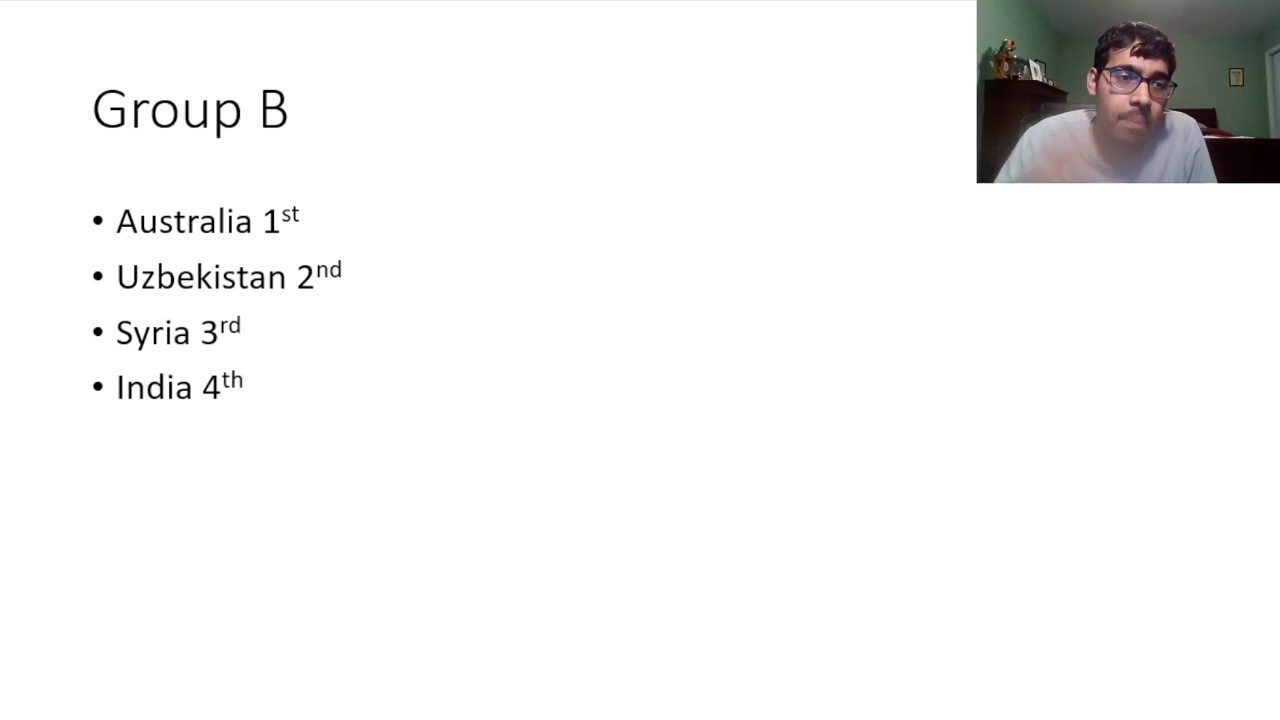 Group B
• Australia 1st
• Uzbekistan 2nd
• Syria 3rd
• India 4th